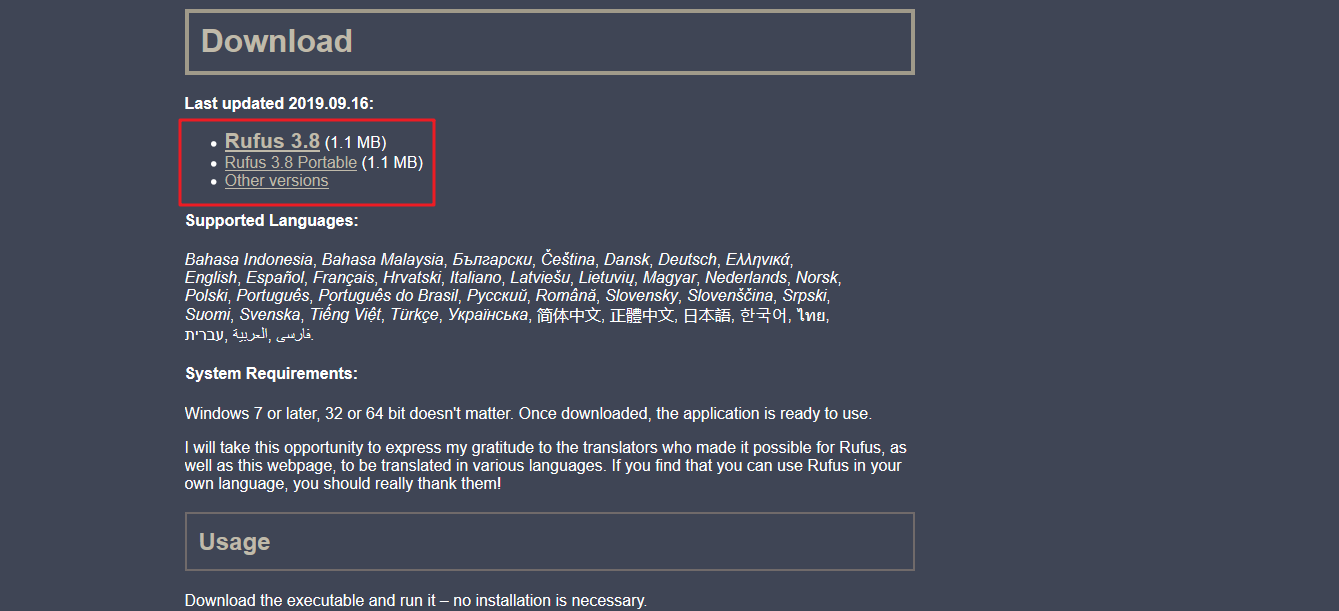 Download
Last updated 2019.09.16:
• Rufus 3.8 (1.1 MB)
• Rufus 3.8 Portable (1.1 MB)
• Other versions
Supported Languages:
Bahasa Indonesia, Bahasa Malaysia, Български, Čeština, Dansk, Deutsch, Ελληνικά,
English, Español, Français, Hrvatski, Italiano, Latviešu, Lietuvių, Magyar, Nederlands, Norsk,
Polski, Português, Português do Brasil, Русский, Română, Slovensky, Slovenščina, Srpski,
Suomi, Svenska, Tiếng Việt, Türkçe, Українська, 简体中文, 正體中文, 日本語, 한국어, ไทย,
עברית, العربية, فارسی.
System Requirements:
Windows 7 or later, 32 or 64 bit doesn't matter. Once downloaded, the application is ready to use.
I will take this opportunity to express my gratitude to the translators who made it possible for Rufus, as
well as this webpage, to be translated in various languages. If you find that you can use Rufus in your
own language, you should really thank them!
Usage
Download the executable and run it – no installation is necessary.